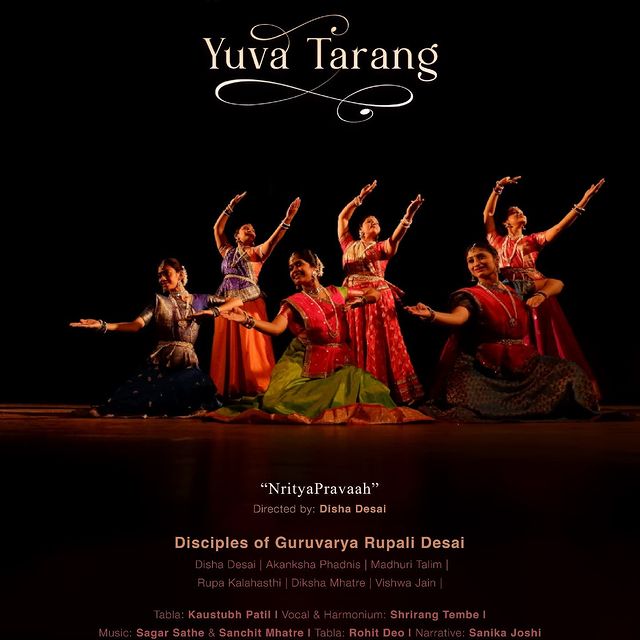 Yuva Tarang
“NrityaPravaah”
Directed by: Disha Desai
Disciples of Guruvarya Rupali Desai
Disha Desai | Akanksha Phadnis | Madhuri Talim |
Rupa Kalahasthi | Diksha Mhatre | Vishwa Jain |
Tabla: Kaustubh Patil I Vocal & Harmonium: Shrirang Tembe I
Music: Sagar Sathe & Sanchit Mhatre I Tabla: Rohit Deo I Narrative: Sanika Joshi